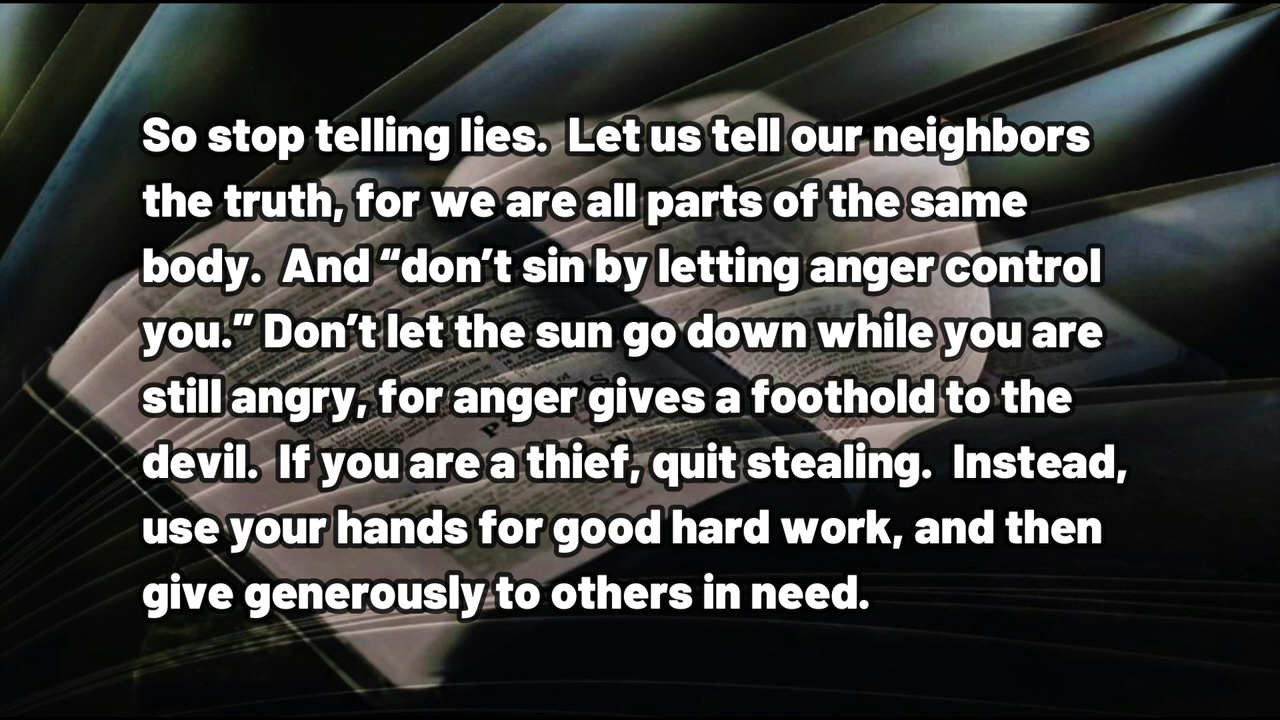 So stop telling lies.  Let us tell our neighbors
the truth, for we are all parts of the same
body.  And “don’t sin by letting anger control
you.” Don’t let the sun go down while you are
still angry, for anger gives a foothold to the
devil.  If you are a thief, quit stealing.  Instead,
use your hands for good hard work, and then
give generously to others in need.